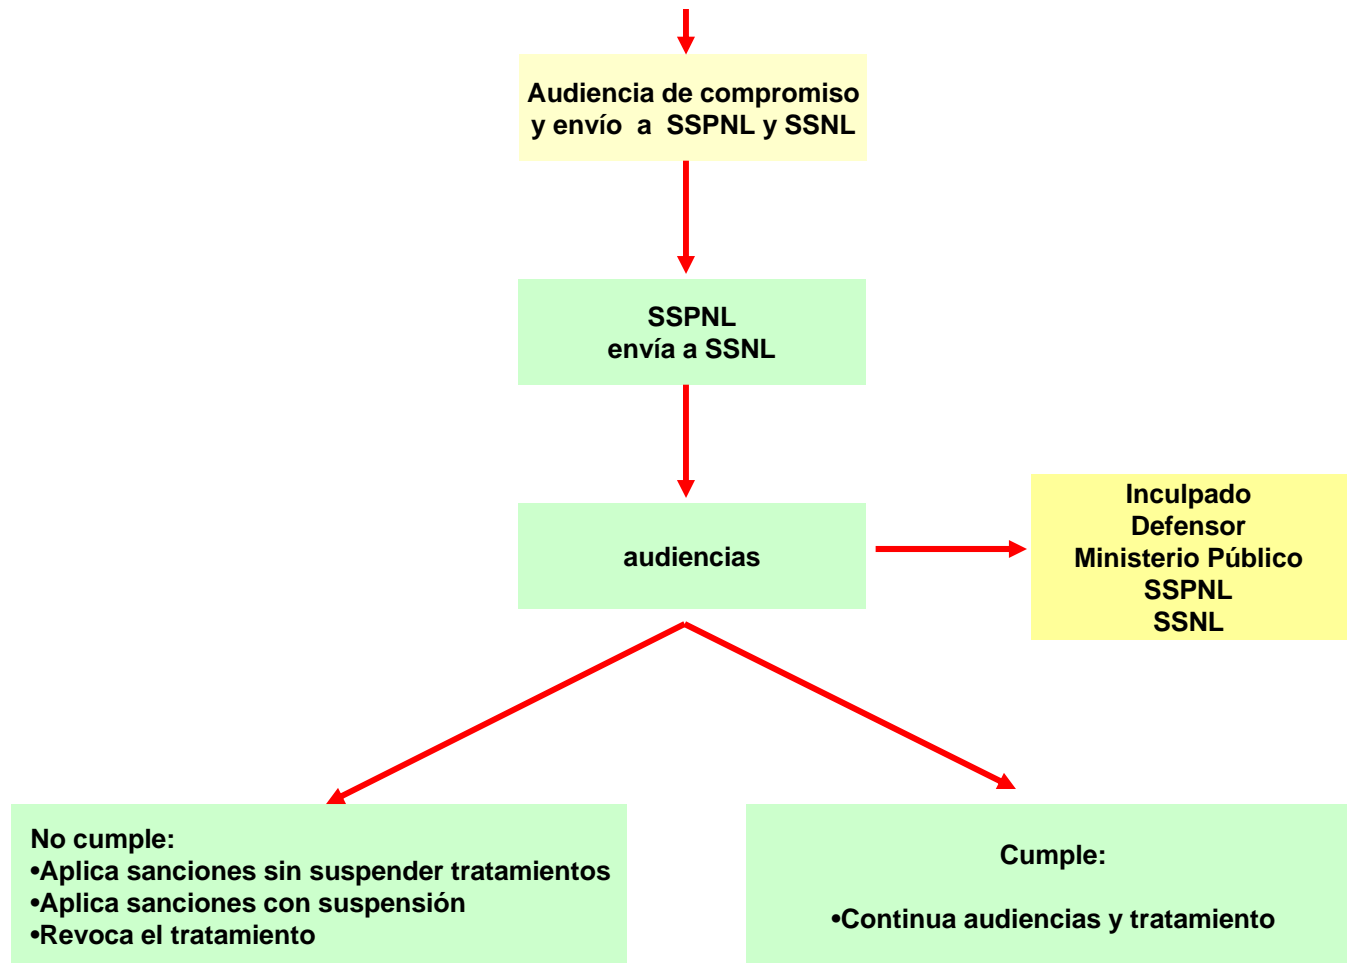 Audiencia de compromiso
y envío a SSPNL y SSNL
SSPNL
envía a SSNL
audiencias
Inculpado
Defensor
Ministerio Público
SSPNL
SSNL
No cumple:
•Aplica sanciones sin suspender tratamientos
•Aplica sanciones con suspensión
•Revoca el tratamiento
Cumple:
•Continua audiencias y tratamiento